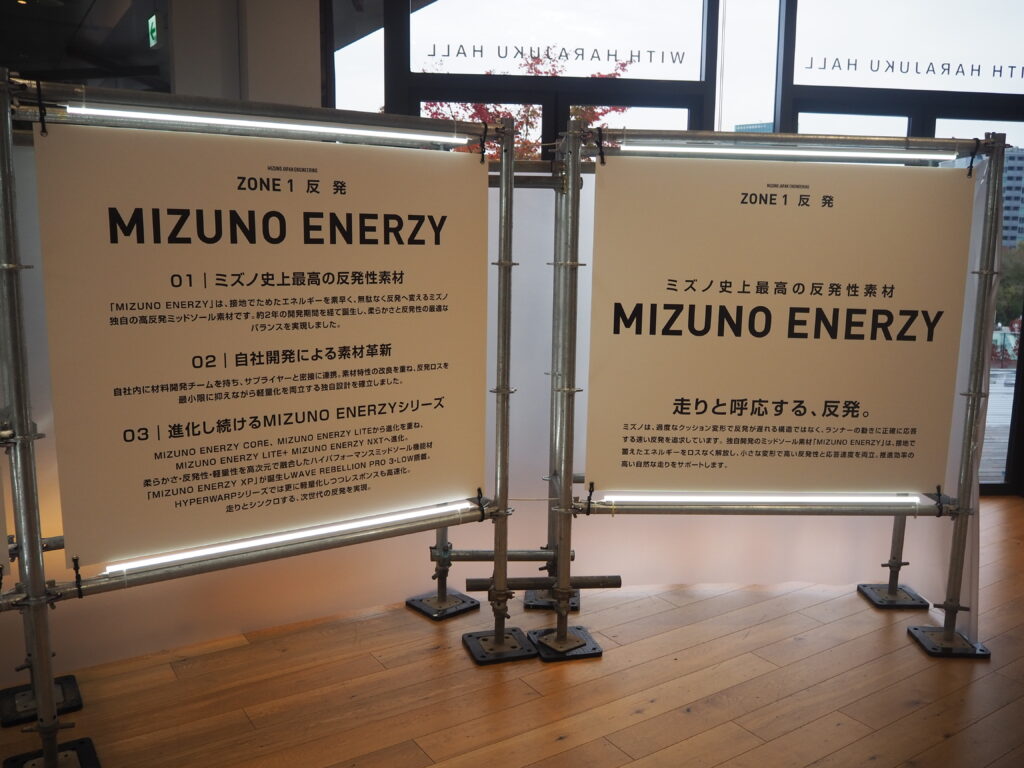 WITH HARAJUKU HALL
WITH HARAJUKU HALL
MIZUNO JAPAN ENGINEERING
ZONE 1 反発
MIZUNO ENERZY
01｜ミズノ史上最高の反発性素材
「MIZUNO ENERZY」は、接地でためたエネルギーを素早く、無駄なく反発へ変えるミズノ
独自の高反発ミッドソール素材です。約2年の開発期間を経て誕生し、柔らかさと反発性の最適な
バランスを実現しました。
02｜自社開発による素材革新
自社内に材料開発チームを持ち、サプライヤーと密接に連携。素材特性の改良を重ね、反発ロスを
最小限に抑えながら軽量化を両立する独自設計を確立しました。
03｜進化し続けるMIZUNO ENERZYシリーズ
MIZUNO ENERZY CORE、MIZUNO ENERZY LITEから進化を重ね、
MIZUNO ENERZY LITE+ MIZUNO ENERZY NXTへ進化。
柔らかさ・反発性・軽量性を高次元で融合したハイパフォーマンスミッドソール機能材
「MIZUNO ENERZY XP」が誕生しWAVE REBELLION PRO 3-LOW搭載。
HYPERWARPシリーズでは更に軽量化しつつレスポンスも高速化。
走りとシンクロする、次世代の反発を実現。
MIZUNO JAPAN ENGINEERING
ZONE 1 反発
ミズノ史上最高の反発性素材
MIZUNO ENERZY
走りと呼応する、反発。
ミズノは、過度なクッション変形で反発が遅れる構造ではなく、ランナーの動きに正確に応答
する速い反発を追求しています。独自開発のミッドソール素材「MIZUNO ENERZY」は、接地で
蓄えたエネルギーをロスなく解放し、小さな変形で高い反発性と応答速度を両立。推進効率の
高い自然な走りをサポートします。